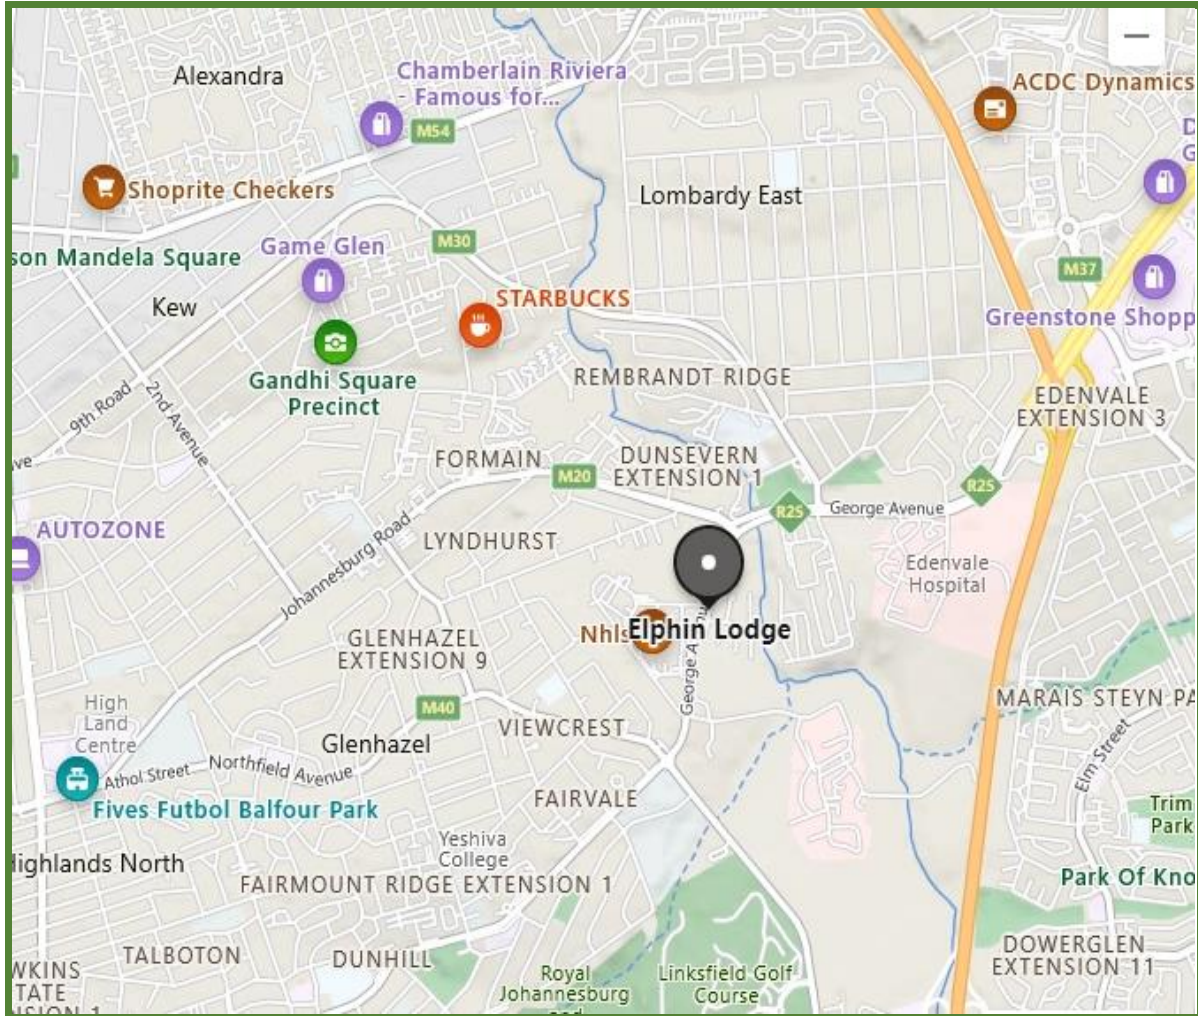 Alexandra
Chamberlain Riviera
- Famous for...
ACDC Dynamics
M54
Shoprite Checkers
Lombardy East
son Mandela Square
Game Glen
M30
M37
Kew
STARBUCKS
Greenstone Shopp
Gandhi Square
Precinct
REMBRANDT RIDGE
EDENVALE
EXTENSION 3
9th Road
2nd Avenue
FORMAIN
M20
DUNSEVERN
EXTENSION 1
R25
R25
George Avenue
AUTOZONE
Johannesburg Road
LYNDHURST
Edenvale
Hospital
Nhls
Elphin Lodge
GLENHAZEL
EXTENSION 9
George A
High
Land
Centre
M40
VIEWCREST
MARAIS STEYN PA
Glenhazel
Elm Street
Athol Street
Northfield Avenue
Fives Futbol Balfour Park
FAIRVALE
Trim
Park
Yeshiva
College
Highlands North
FAIRMOUNT RIDGE EXTENSION 1
Park Of Kno
TALBOTON
DUNHILL
DOWERGLEN
EXTENSION 11
WKINS
TATE
Royal
Johannesburg
Linksfield Golf
Course